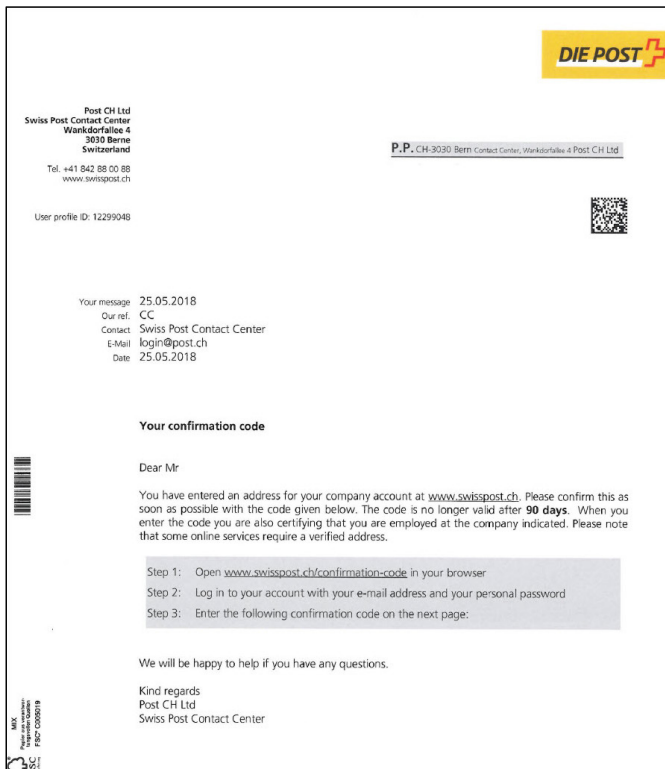 DIE POST
Post CH Ltd
Swiss Post Contact Center
Wankdorfallee 4
3030 Berne
Switzerland
Tel. +41 842 88 00 88
www.swisspost.ch
P.P. CH-3030 Bern Contact Center, Wankdorfallee 4 Post CH Ltd
User profile ID: 12299048
Your message 25.05.2018
Our ref. CC
Contact Swiss Post Contact Center
E-Mail login@post.ch
Date 25.05.2018
Your confirmation code
Dear Mr
You have entered an address for your company account at www.swisspost.ch. Please confirm this as
soon as possible with the code given below. The code is no longer valid after 90 days. When you
enter the code you are also certifying that you are employed at the company indicated. Please note
that some online services require a verified address.
Step 1: Open www.swisspost.ch/confirmation-code in your browser
Step 2: Log in to your account with your e-mail address and your personal password
Step 3: Enter the following confirmation code on the next page:
We will be happy to help if you have any questions.
Kind regards
Post CH Ltd
Swiss Post Contact Center
MIX
Papier aus verantwor-
tungsvollen Quellen
FSC® C005019